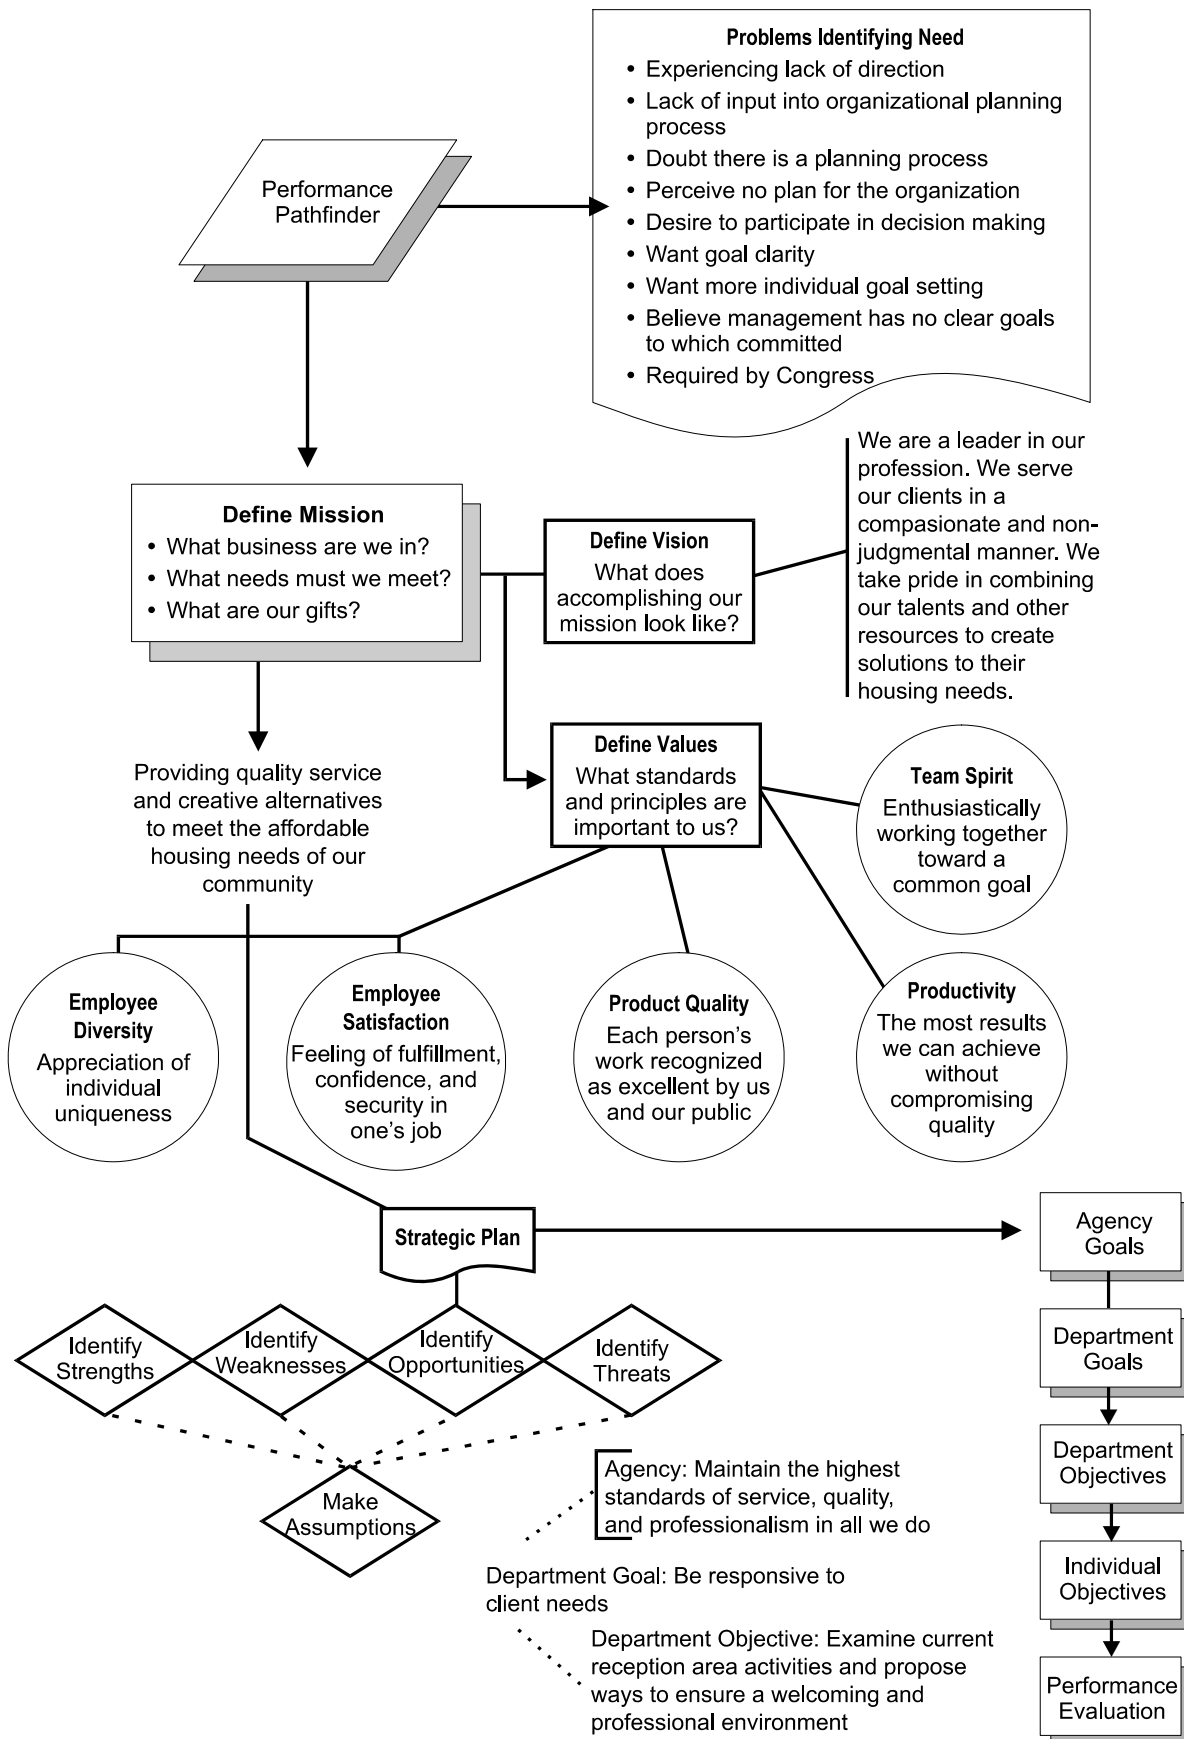 Problems Identifying Need
• Experiencing lack of direction
• Lack of input into organizational planning
process
• Doubt there is a planning process
• Perceive no plan for the organization
• Desire to participate in decision making
• Want goal clarity
• Want more individual goal setting
• Believe management has no clear goals
to which committed
• Required by Congress
Performance
Pathfinder
Define Mission
• What business are we in?
• What needs must we meet?
• What are our gifts?
Define Vision
What does
accomplishing our
mission look like?
We are a leader in our
profession. We serve
our clients in a
compasionate and non-
judgmental manner. We
take pride in combining
our talents and other
resources to create
solutions to their
housing needs.
Providing quality service
and creative alternatives
to meet the affordable
housing needs of our
community
Define Values
What standards
and principles are
important to us?
Team Spirit
Enthusiastically
working together
toward a
common goal
Employee
Diversity
Appreciation of
individual
uniqueness
Employee
Satisfaction
Feeling of fulfillment,
confidence, and
security in
one's job
Product Quality
Each person's
work recognized
as excellent by us
and our public
Productivity
The most results
we can achieve
without
compromising
quality
Strategic Plan
Identify
Strengths
Identify
Weaknesses
Identify
Opportunities
Identify
Threats
Make
Assumptions
Agency: Maintain the highest
standards of service, quality,
and professionalism in all we do
Department Goal: Be responsive to
client needs
Department Objective: Examine current
reception area activities and propose
ways to ensure a welcoming and
professional environment
Agency
Goals
Department
Goals
Department
Objectives
Individual
Objectives
Performance
Evaluation